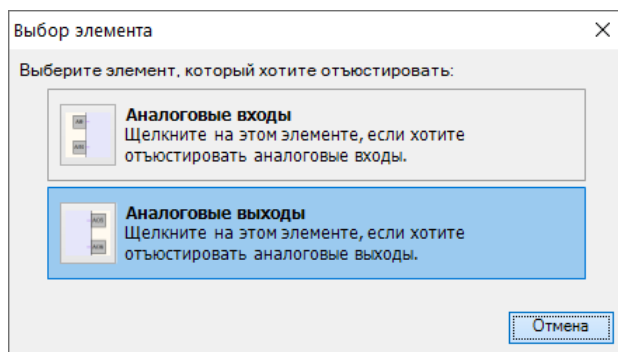 Выбор элемента
Выберите элемент, который хотите отъюстировать:
Аналоговые входы
Щелкните на этом элементе, если хотите
отъюстировать аналоговые входы.
Аналоговые выходы
Щелкните на этом элементе, если хотите
отъюстировать аналоговые выходы.
Отмена